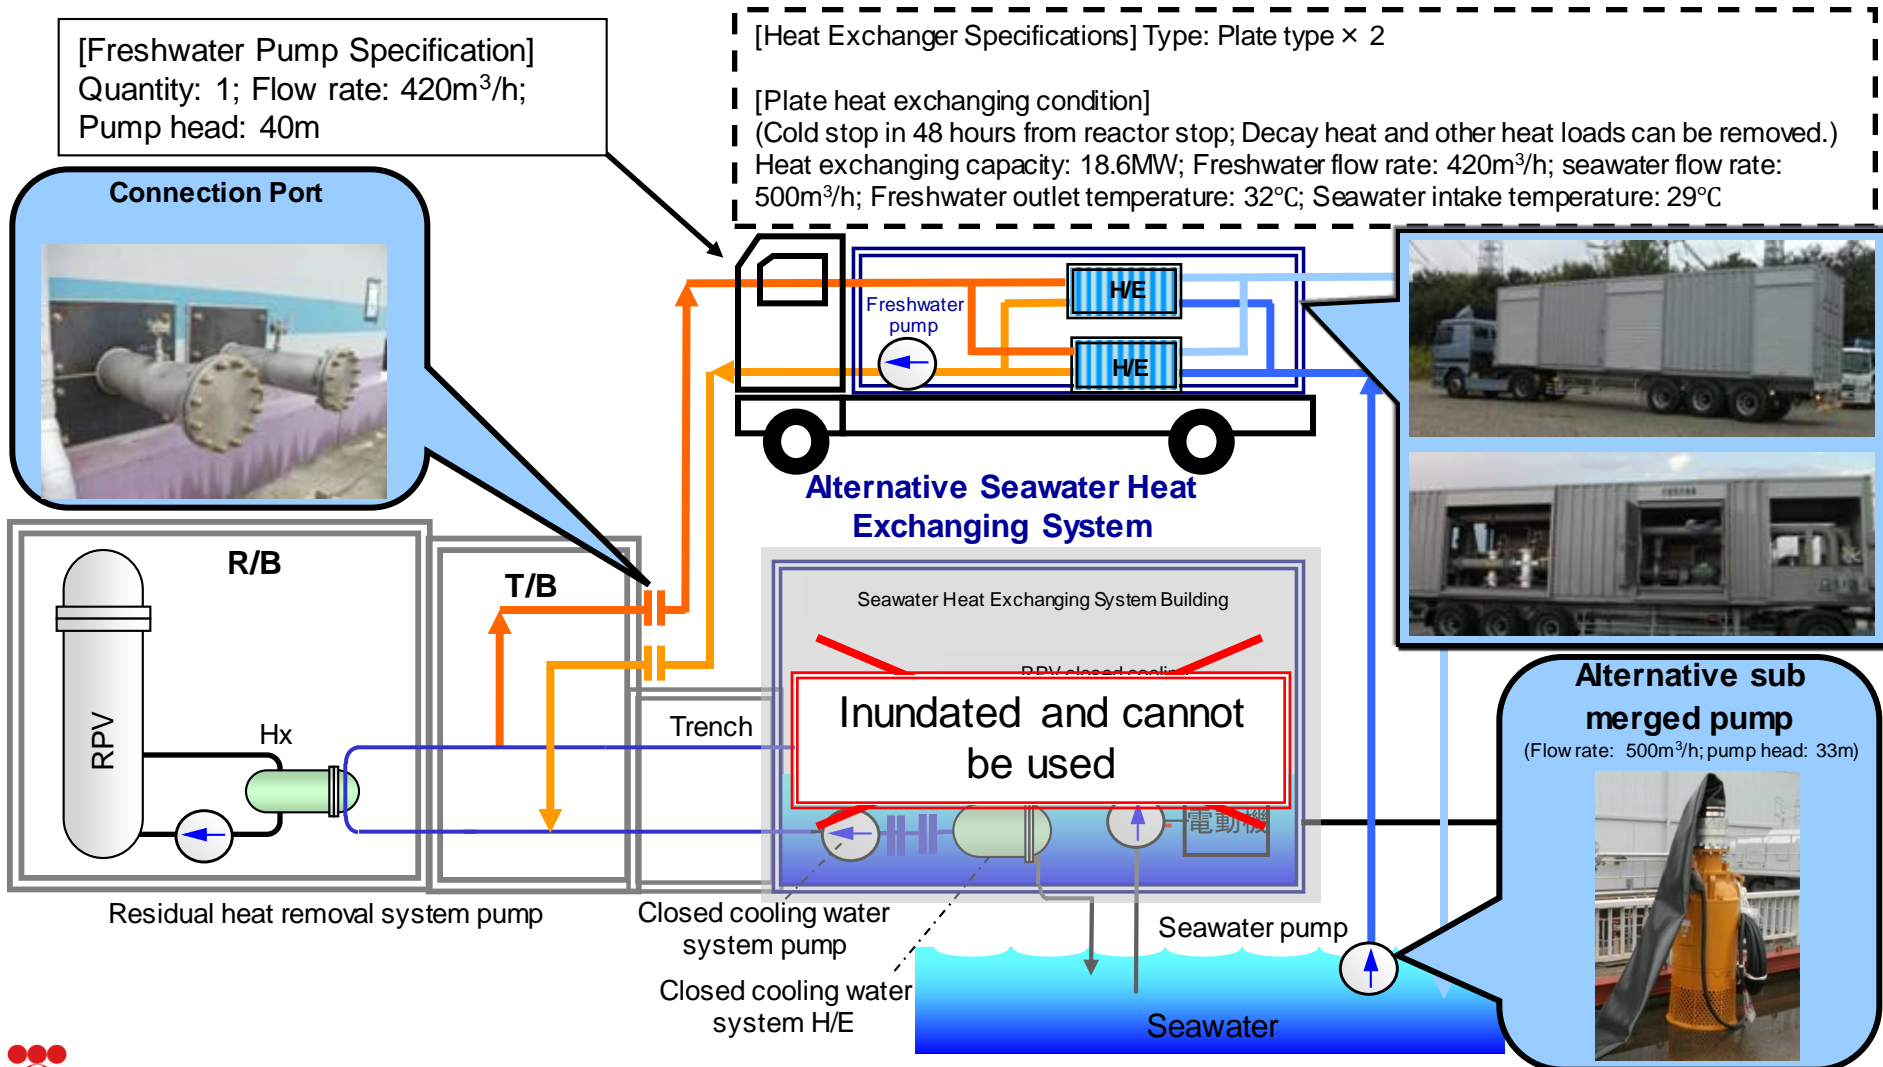 [Freshwater Pump Specification]
Quantity: 1; Flow rate: 420m³/h;
Pump head: 40m
[Heat Exchanger Specifications] Type: Plate type × 2
[Plate heat exchanging condition]
(Cold stop in 48 hours from reactor stop; Decay heat and other heat loads can be removed.)
Heat exchanging capacity: 18.6MW; Freshwater flow rate: 420m³/h; seawater flow rate:
500m³/h; Freshwater outlet temperature: 32℃; Seawater intake temperature: 29℃
Connection Port
Freshwater
pump
H/E
H/E
Alternative Seawater Heat
Exchanging System
R/B
T/B
Seawater Heat Exchanging System Building
RPV closed cooling
Inundated and cannot
be used
Trench
RPV
Hx
電動機
Alternative sub
merged pump
(Flow rate: 500m³/h; pump head: 33m)
Residual heat removal system pump
Closed cooling water
system pump
Closed cooling water
system H/E
Seawater pump
Seawater